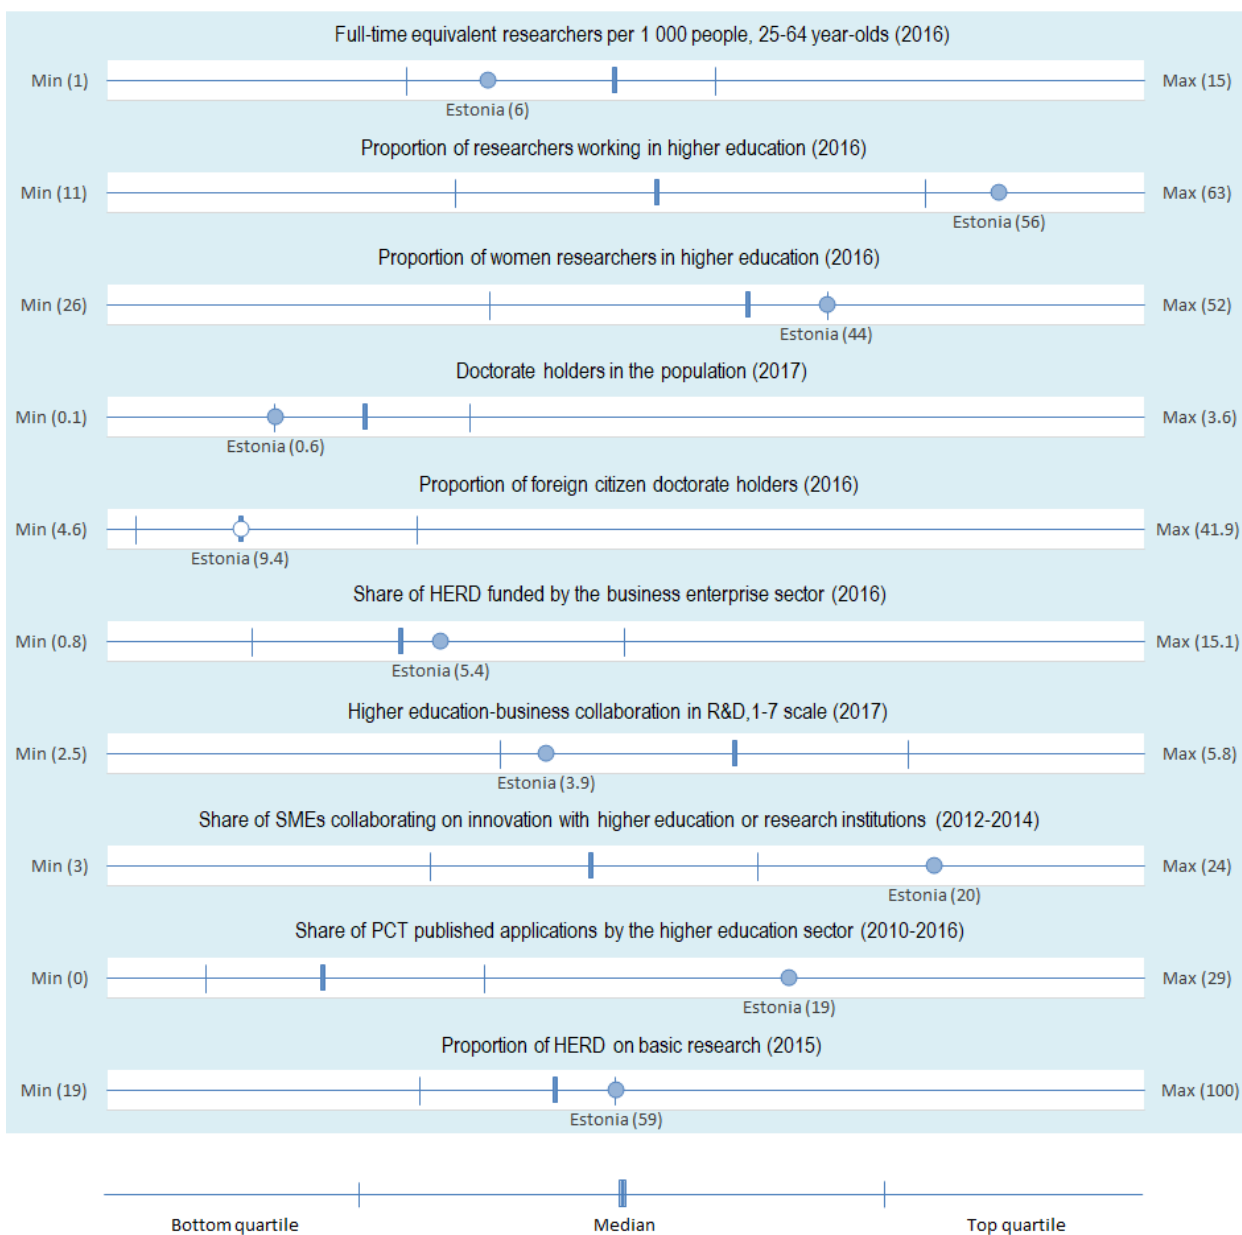 Full-time equivalent researchers per 1 000 people, 25-64 year-olds (2016)
Min (1)
Max (15)
Estonia (6)
Proportion of researchers working in higher education (2016)
Min (11)
Max (63)
Estonia (56)
Proportion of women researchers in higher education (2016)
Min (26)
Max (52)
Estonia (44)
Doctorate holders in the population (2017)
Min (0.1)
Max (3.6)
Estonia (0.6)
Proportion of foreign citizen doctorate holders (2016)
Min (4.6)
Max (41.9)
Estonia (9.4)
Share of HERD funded by the business enterprise sector (2016)
Min (0.8)
Max (15.1)
Estonia (5.4)
Higher education-business collaboration in R&D,1-7 scale (2017)
Min (2.5)
Max (5.8)
Estonia (3.9)
Share of SMEs collaborating on innovation with higher education or research institutions (2012-2014)
Min (3)
Max (24)
Estonia (20)
Share of PCT published applications by the higher education sector (2010-2016)
Min (0)
Max (29)
Estonia (19)
Proportion of HERD on basic research (2015)
Min (19)
Max (100)
Estonia (59)
Bottom quartile
Median
Top quartile